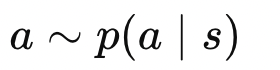 a ∼ p(a | s)